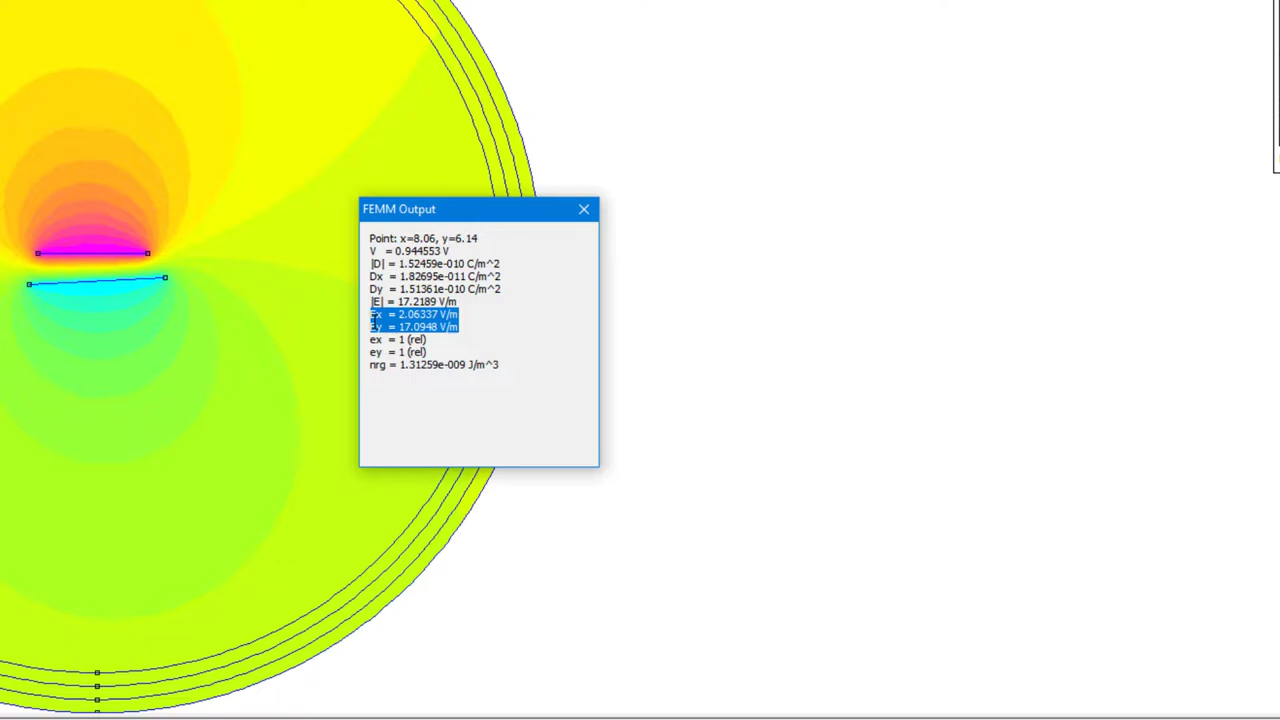 FEMM Output
Point: x=8.06, y=6.14
V = 0.944553 V
|D| = 1.52459e-010 C/m^2
Dx = 1.82695e-011 C/m^2
Dy = 1.51361e-010 C/m^2
|E| = 17.2189 V/m
Ex = 2.06337 V/m
Ey = 17.0948 V/m
ex = 1 (rel)
ey = 1 (rel)
nrg = 1.31259e-009 J/m^3